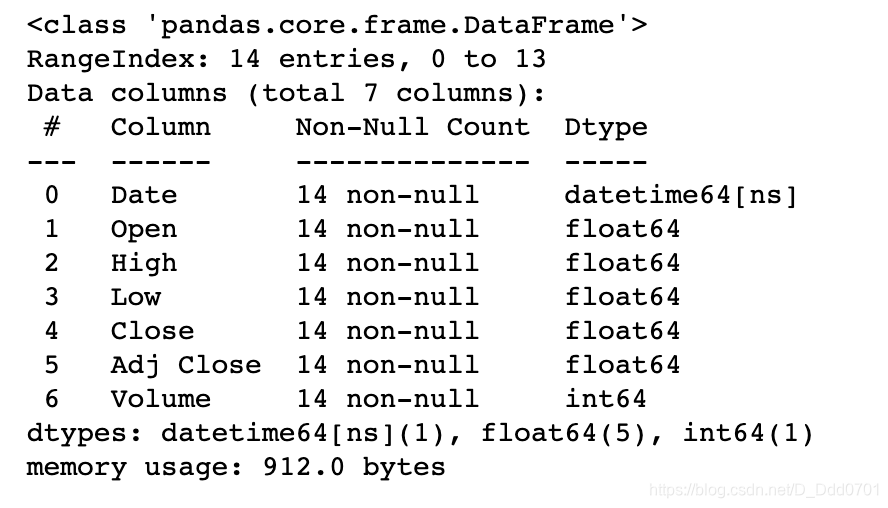 <class 'pandas.core.frame.DataFrame'>
RangeIndex: 14 entries, 0 to 13
Data columns (total 7 columns):
 #   Column     Non-Null Count  Dtype
---  ------     --------------  -----
 0   Date       14 non-null     datetime64[ns]
 1   Open       14 non-null     float64
 2   High       14 non-null     float64
 3   Low        14 non-null     float64
 4   Close      14 non-null     float64
 5   Adj Close  14 non-null     float64
 6   Volume     14 non-null     int64
dtypes: datetime64[ns](1), float64(5), int64(1)
memory usage: 912.0 bytes
https://blog.csdn.net/D_Ddd0701